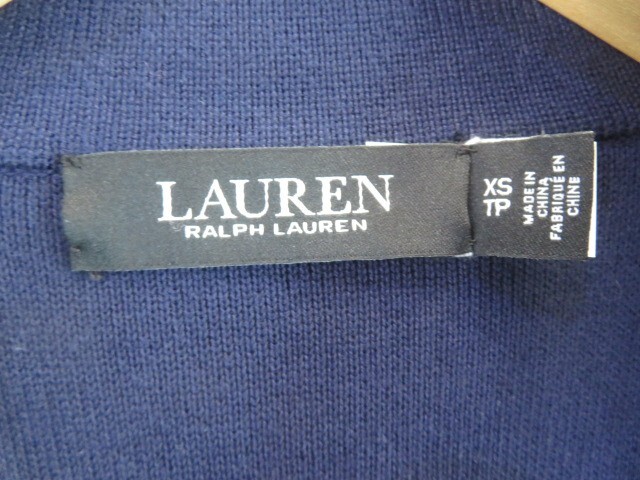 LAUREN
RALPH LAUREN
XS
TP
MADE IN
CHINA
FABRIQUÉ EN
CHINE